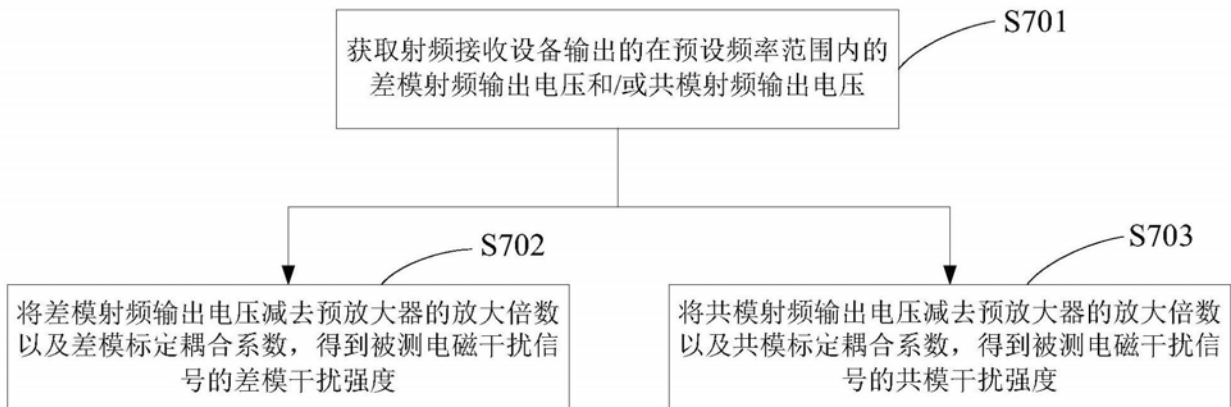 S701
获取射频接收设备输出的在预设频率范围内的
差模射频输出电压和/或共模射频输出电压
S702
将差模射频输出电压减去预放大器的放大倍数
以及差模标定耦合系数，得到被测电磁干扰信
号的差模干扰强度
S703
将共模射频输出电压减去预放大器的放大倍数
以及共模标定耦合系数，得到被测电磁干扰信
号的共模干扰强度